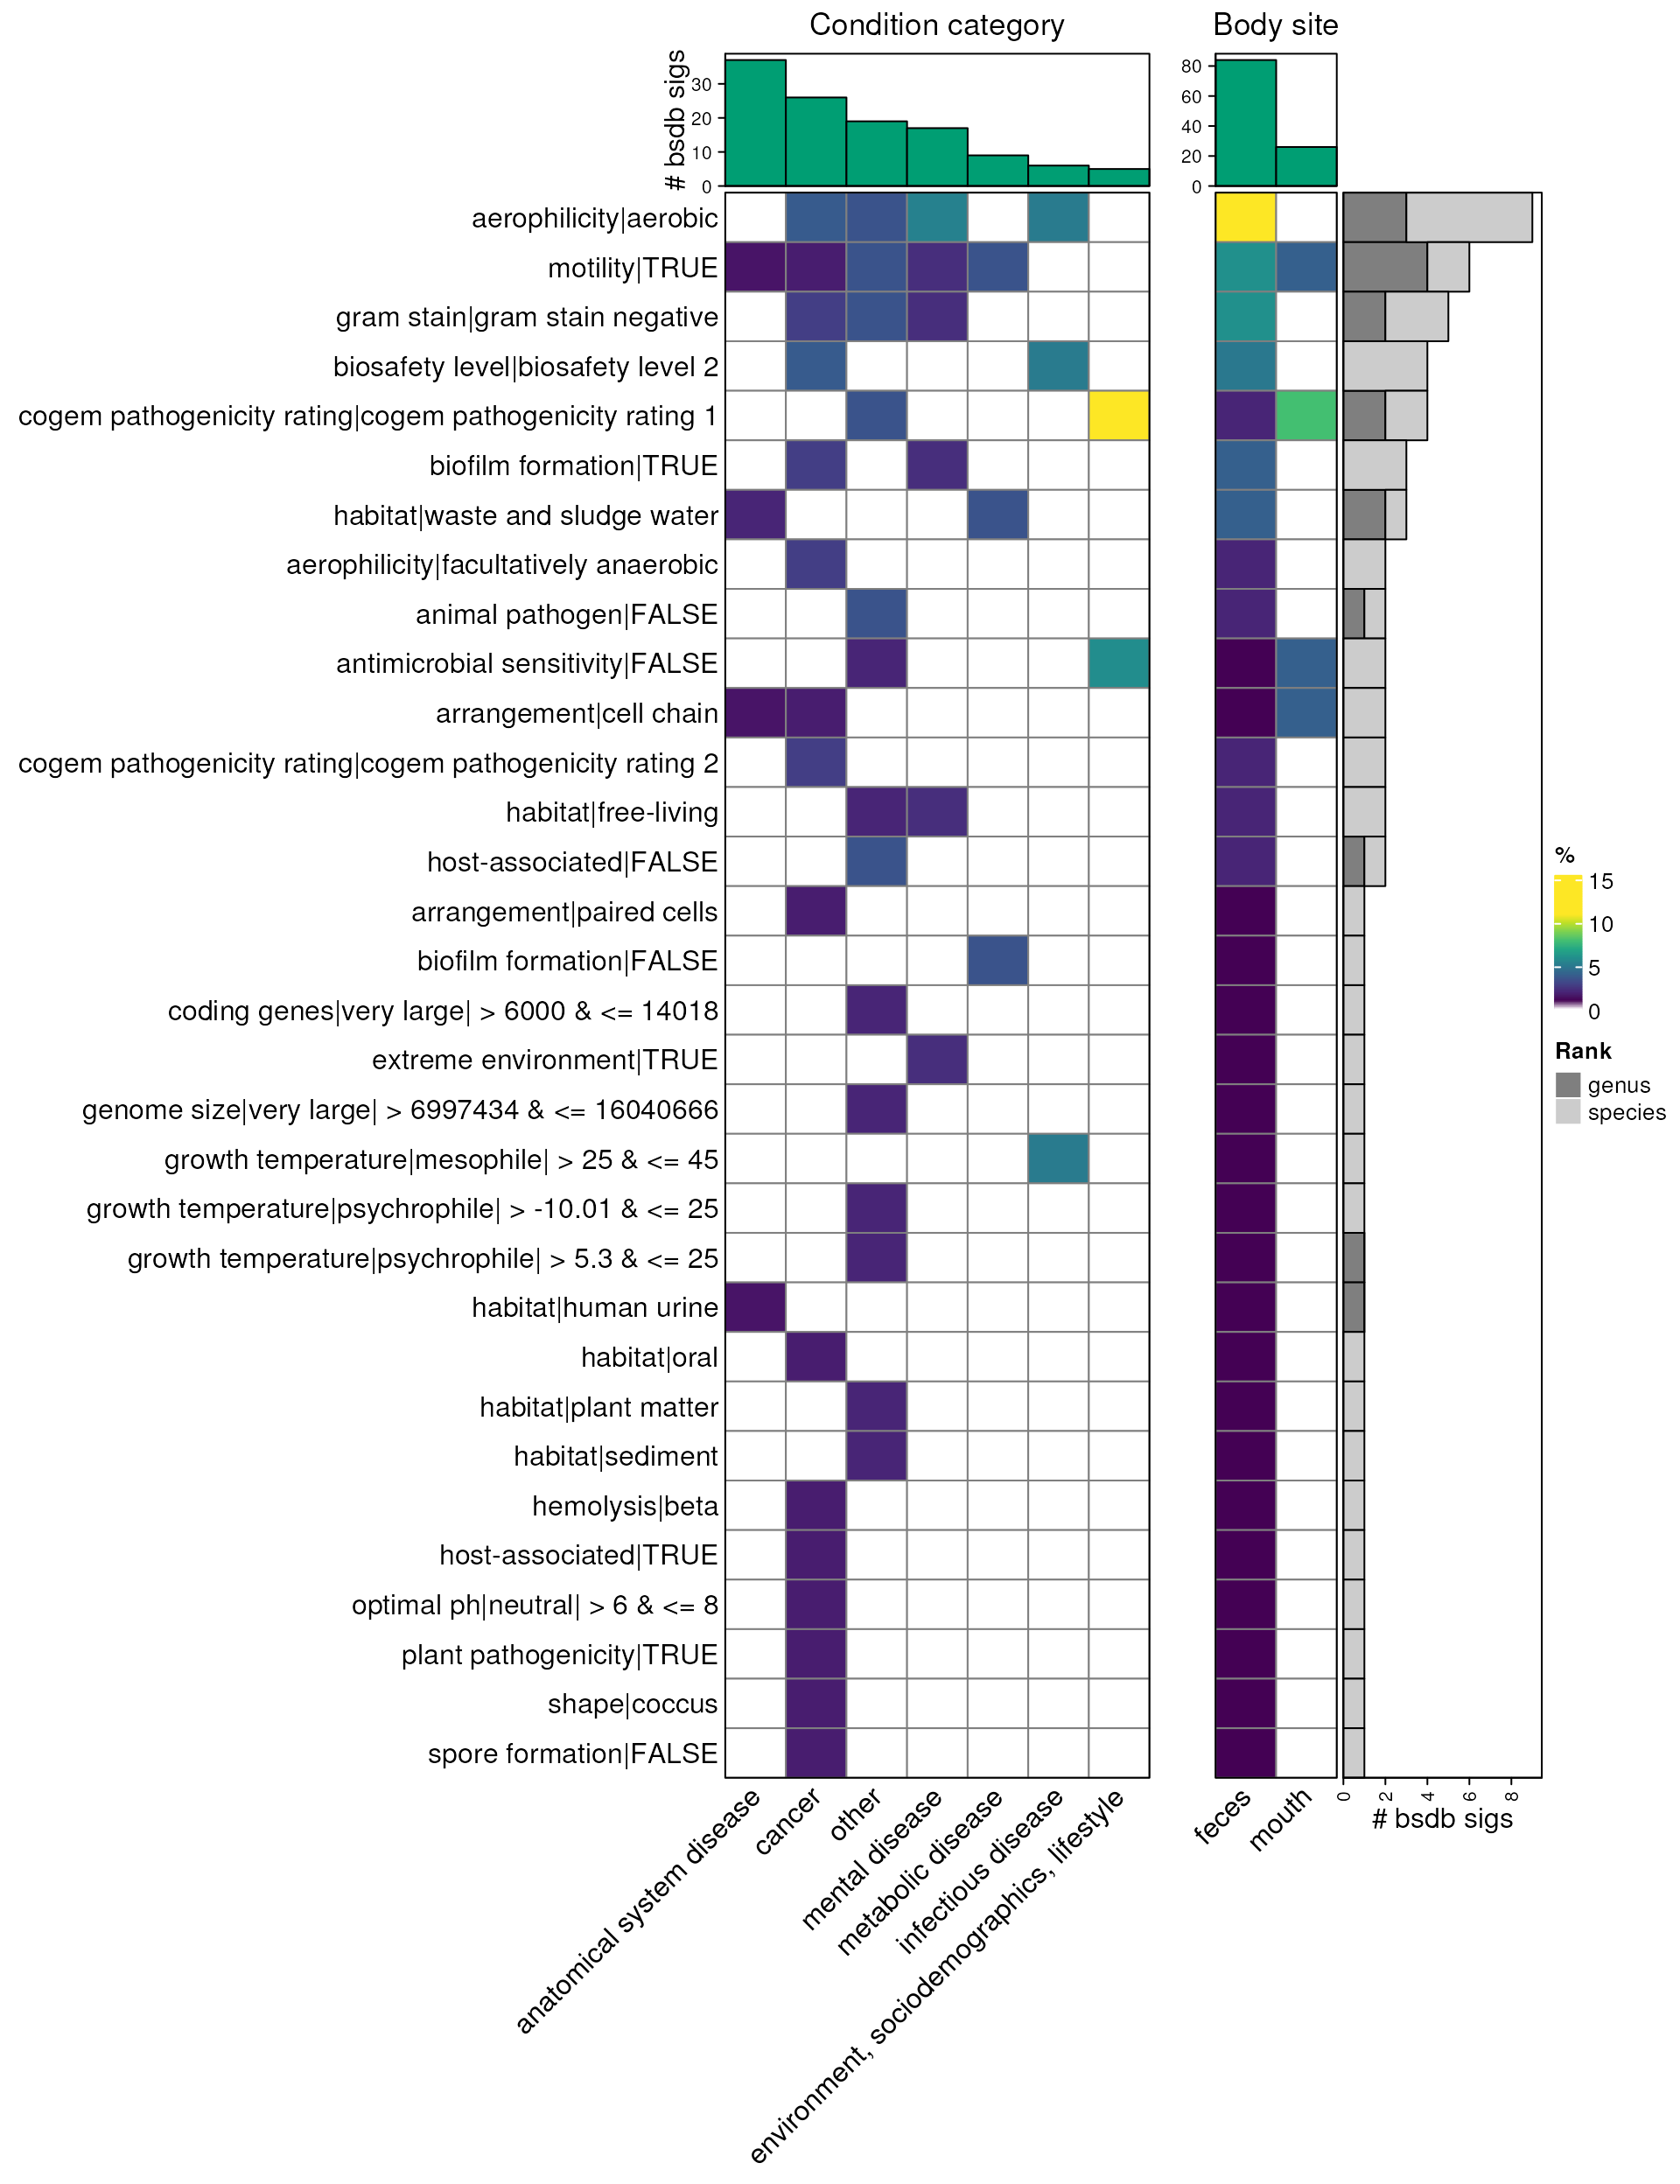 Condition category
Body site
# bsdb sigs
30
20
10
0
80
60
40
20
0
aerophilicity|aerobic
motility|TRUE
gram stain|gram stain negative
biosafety level|biosafety level 2
cogem pathogenicity rating|cogem pathogenicity rating 1
biofilm formation|TRUE
habitat|waste and sludge water
aerophilicity|facultatively anaerobic
animal pathogen|FALSE
antimicrobial sensitivity|FALSE
arrangement|cell chain
cogem pathogenicity rating|cogem pathogenicity rating 2
habitat|free-living
host-associated|FALSE
arrangement|paired cells
biofilm formation|FALSE
coding genes|very large| > 6000 & <= 14018
extreme environment|TRUE
genome size|very large| > 6997434 & <= 16040666
growth temperature|mesophile| > 25 & <= 45
growth temperature|psychrophile| > -10.01 & <= 25
growth temperature|psychrophile| > 5.3 & <= 25
habitat|human urine
habitat|oral
habitat|plant matter
habitat|sediment
hemolysis|beta
host-associated|TRUE
optimal ph|neutral| > 6 & <= 8
plant pathogenicity|TRUE
shape|coccus
spore formation|FALSE
anatomical system disease
cancer
other
mental disease
metabolic disease
infectious disease
environment, sociodemographics, lifestyle
feces
mouth
0
2
4
6
8
# bsdb sigs
%
15
10
5
0
Rank
genus
species